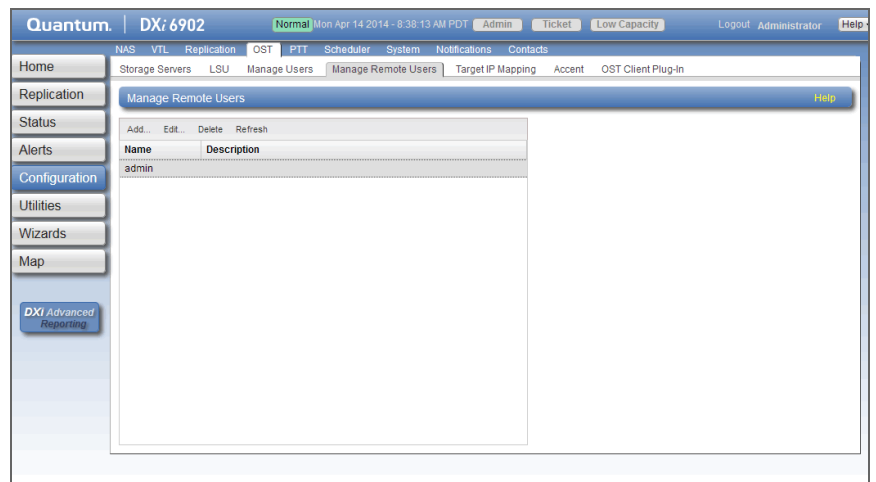 Quantum. DXi 6902 Normal Mon Apr 14 2014 - 8:38:13 AM PDT Admin Ticket Low Capacity Logout Administrator Help
NAS VTL Replication OST PTT Scheduler System Notifications Contacts
Home
Storage Servers LSU Manage Users Manage Remote Users Target IP Mapping Accent OST Client Plug-In
Replication
Manage Remote Users Help
Status
Add... Edit... Delete Refresh
Alerts
Name Description
admin
Configuration
Utilities
Wizards
Map
DXi Advanced
Reporting